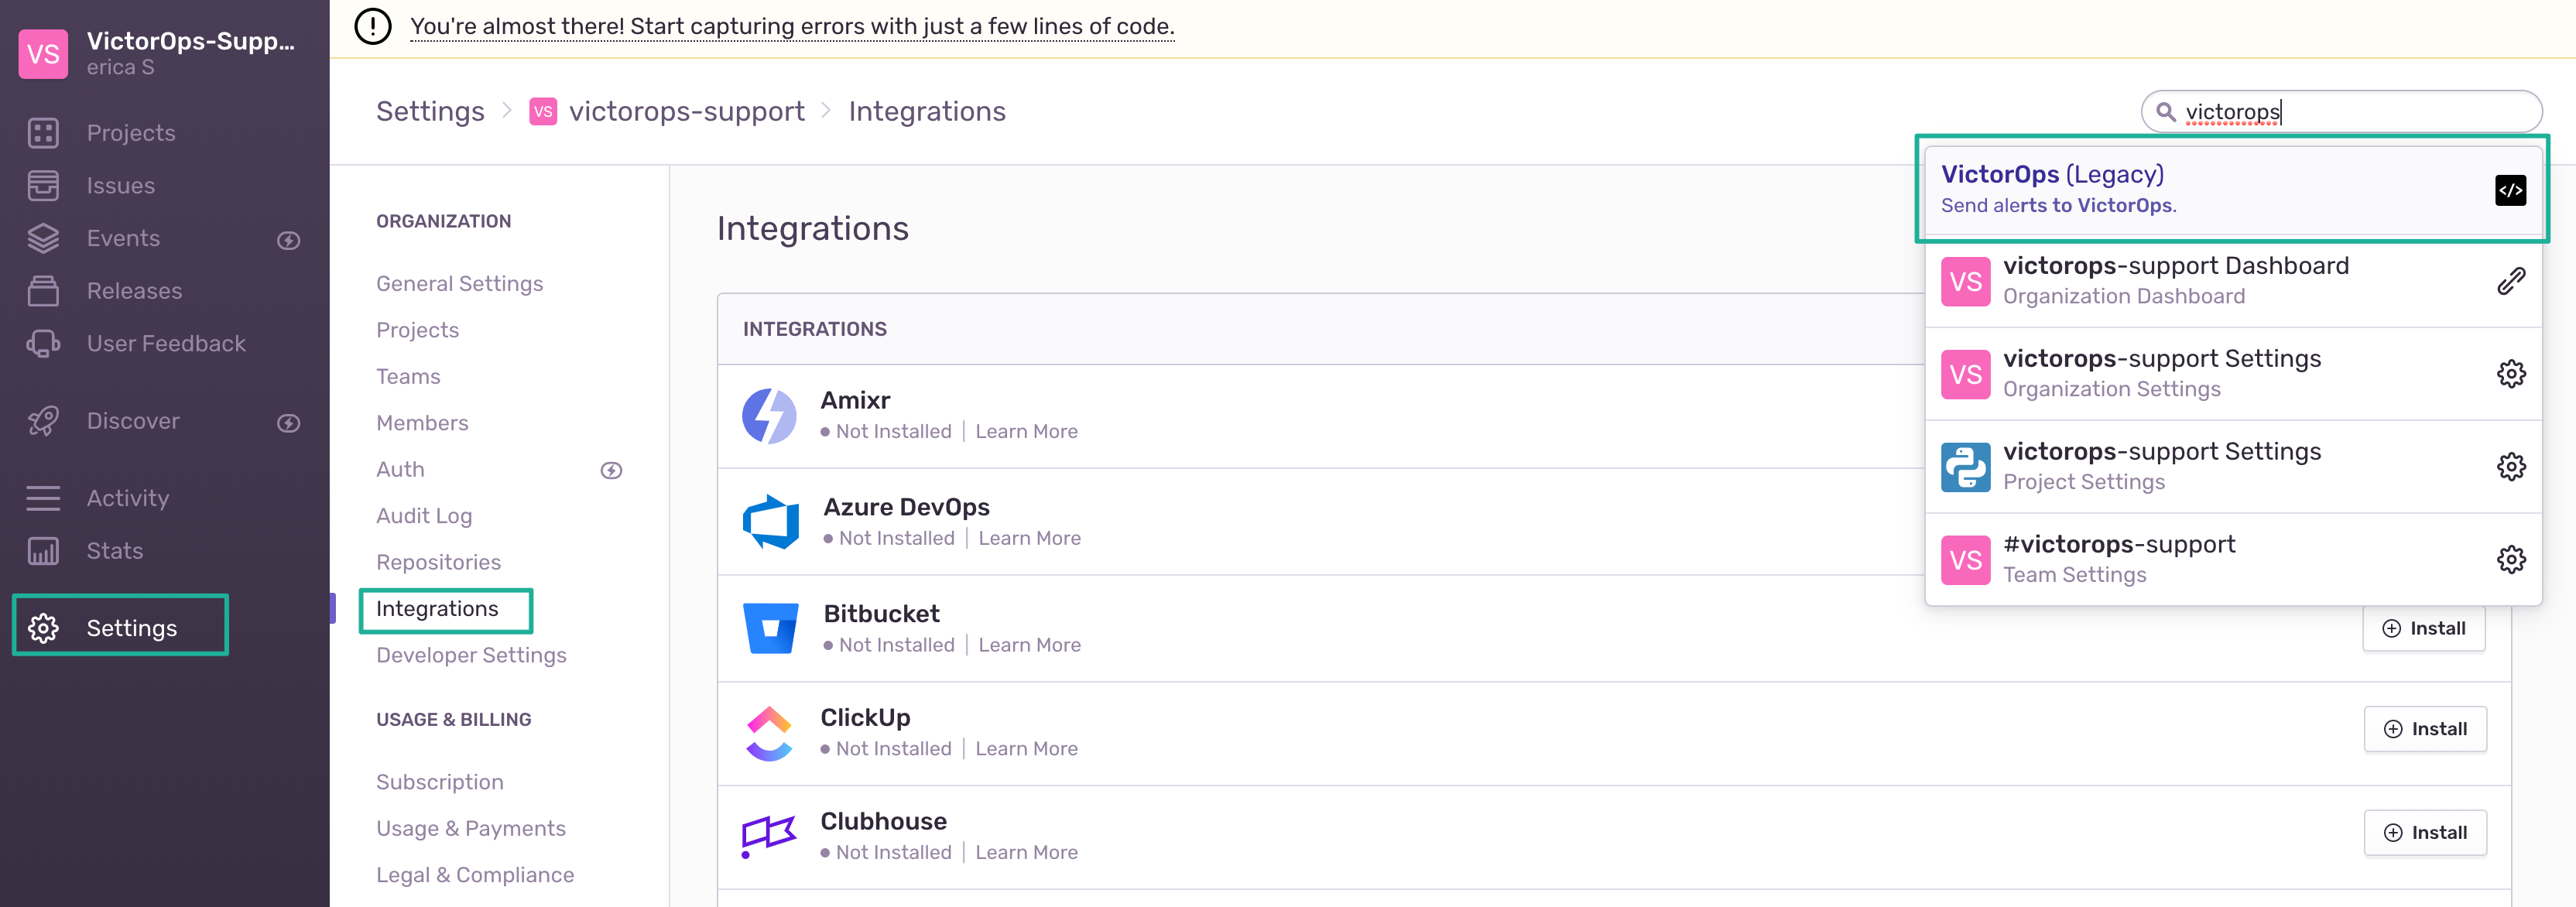 VS
VictorOps-Supp...
erica S
Projects
Issues
Events
Releases
User Feedback
Discover
Activity
Stats
Settings
You're almost there! Start capturing errors with just a few lines of code.
Settings > VS victorops-support > Integrations
victorops
ORGANIZATION
General Settings
Projects
Teams
Members
Auth
Audit Log
Repositories
Integrations
Developer Settings
USAGE & BILLING
Subscription
Usage & Payments
Legal & Compliance
Integrations
INTEGRATIONS
Amixr
Not Installed | Learn More
Azure DevOps
Not Installed | Learn More
Bitbucket
Not Installed | Learn More
Install
ClickUp
Not Installed | Learn More
Install
Clubhouse
Not Installed | Learn More
Install
VictorOps (Legacy)
Send alerts to VictorOps.
</>
VS
victorops-support Dashboard
Organization Dashboard
VS
victorops-support Settings
Organization Settings
victorops-support Settings
Project Settings
VS
#victorops-support
Team Settings